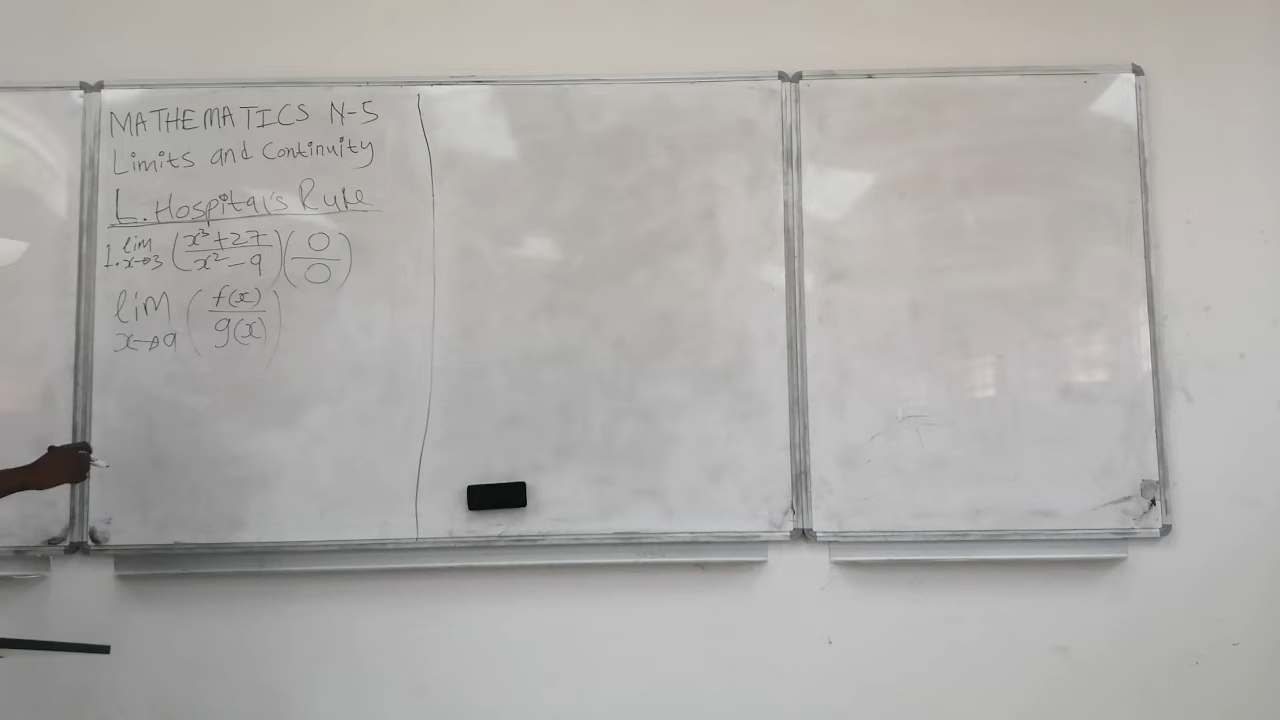 MATHEMATICS N-5
Limits and Continuity
L. Hospital's Rule
1. lim x→3 (x³+27 / x²-9) (0/0)
lim x→a (f(x) / g(x))